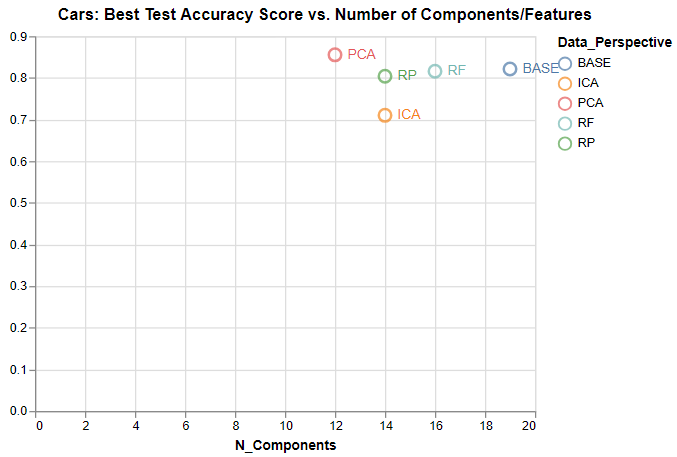 Cars: Best Test Accuracy Score vs. Number of Components/Features
0.9
0.8
0.7
0.6
0.5
0.4
0.3
0.2
0.1
0.0
PCA
RP
RF
BASE
ICA
0 2 4 6 8 10 12 14 16 18 20
N_Components
Data_Perspective
BASE
ICA
PCA
RF
RP